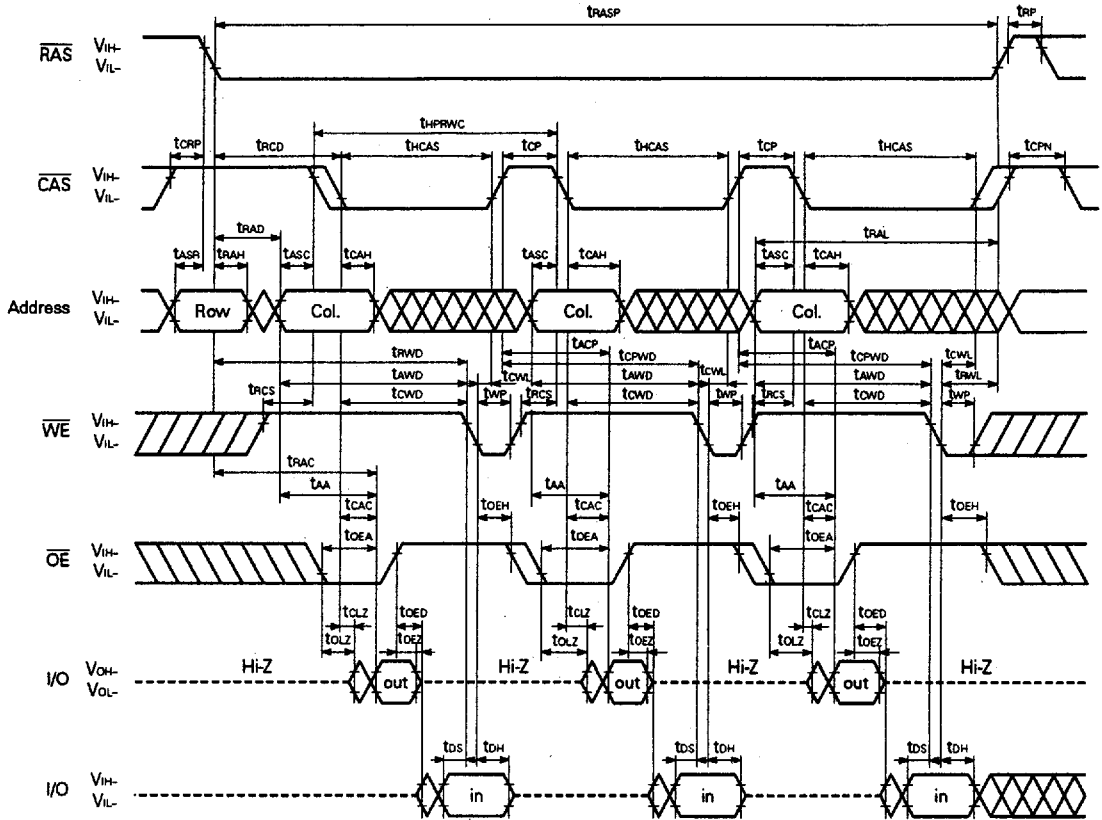 tRASP tRP
RAS VIH- VIL-
tHPRWC
tCRP tRCD tHCAS tCP tHCAS tCP tHCAS tCPN
CAS VIH- VIL-
tRAD tRAL
tASR tRAH tASC tCAH tASC tCAH tASC tCAH
Address VIH- VIL- Row Col. Col. Col.
tRWD tACP tCPWD tACP tCPWD tCWL
tAWD tCWL tAWD tCWL tAWD tRWL
tRCS tCWD tWP tRCS tCWD tWP tRCS tCWD tWP
WE VIH- VIL-
tRAC
tAA tAA tAA
tCAC tOEH tCAC tOEH tCAC tOEH
tOEA tOEA tOEA
OE VIH- VIL-
tCLZ tOED tCLZ tOED tCLZ tOED
tOLZ tOEZ tOLZ tOEZ tOLZ tOEZ
I/O VOH- VOL- Hi-Z out Hi-Z out Hi-Z out Hi-Z
tDS tDH tDS tDH tDS tDH
I/O VIH- VIL- in in in